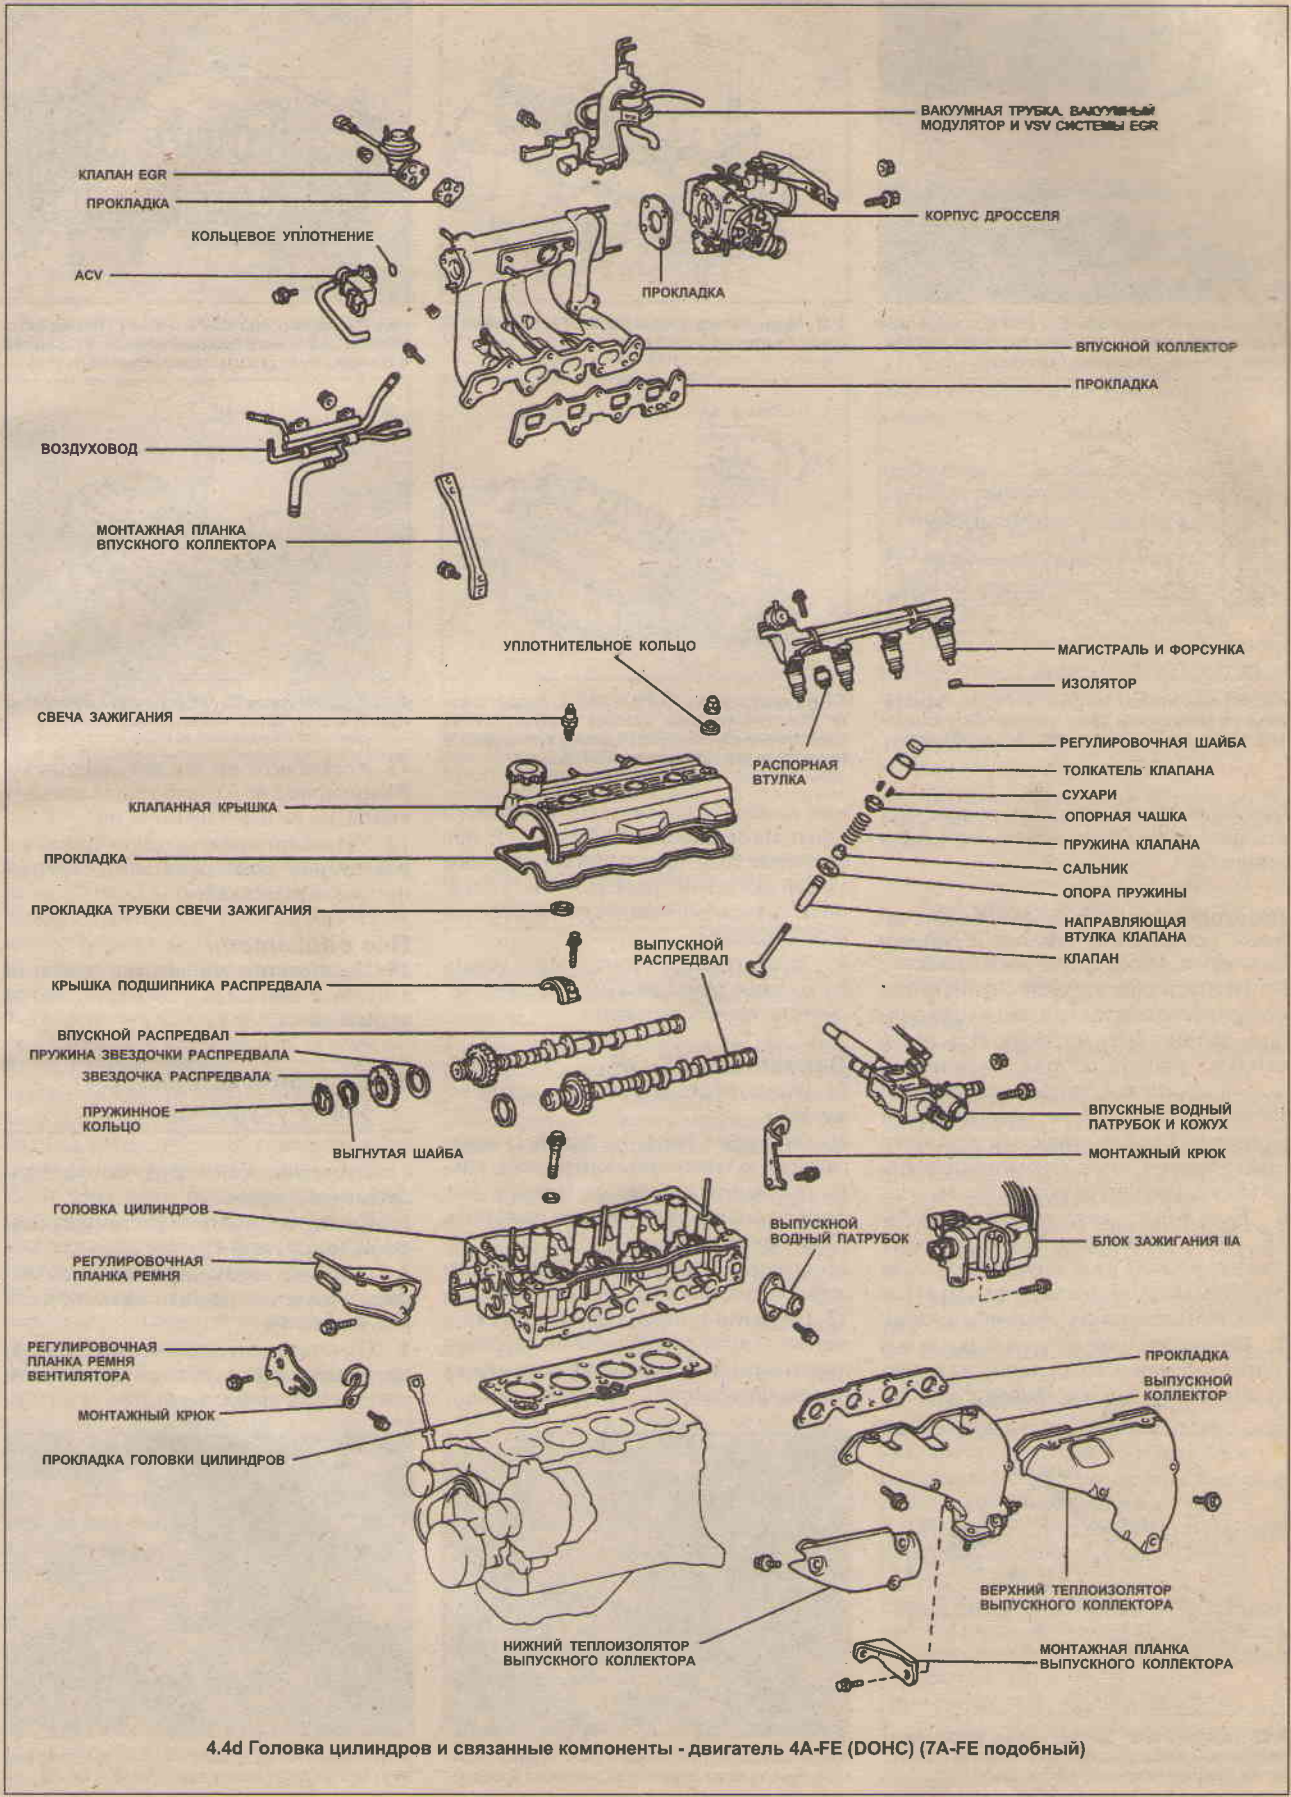 ВАКУУМНАЯ ТРУБКА, ВАКУУМНЫЙ
МОДУЛЯТОР И VSV СИСТЕМЫ EGR
КЛАПАН EGR
ПРОКЛАДКА
КОРПУС ДРОССЕЛЯ
КОЛЬЦЕВОЕ УПЛОТНЕНИЕ
ACV
ПРОКЛАДКА
ВПУСКНОЙ КОЛЛЕКТОР
ПРОКЛАДКА
ВОЗДУХОВОД
МОНТАЖНАЯ ПЛАНКА
ВПУСКНОГО КОЛЛЕКТОРА
УПЛОТНИТЕЛЬНОЕ КОЛЬЦО
МАГИСТРАЛЬ И ФОРСУНКА
ИЗОЛЯТОР
СВЕЧА ЗАЖИГАНИЯ
РАСПОРНАЯ
ВТУЛКА
РЕГУЛИРОВОЧНАЯ ШАЙБА
ТОЛКАТЕЛЬ КЛАПАНА
СУХАРИ
ОПОРНАЯ ЧАШКА
ПРУЖИНА КЛАПАНА
САЛЬНИК
ОПОРА ПРУЖИНЫ
НАПРАВЛЯЮЩАЯ
ВТУЛКА КЛАПАНА
КЛАПАН
КЛАПАННАЯ КРЫШКА
ПРОКЛАДКА
ПРОКЛАДКА ТРУБКИ СВЕЧИ ЗАЖИГАНИЯ
ВЫПУСКНОЙ
РАСПРЕДВАЛ
КРЫШКА ПОДШИПНИКА РАСПРЕДВАЛА
ВПУСКНОЙ РАСПРЕДВАЛ
ПРУЖИНА ЗВЕЗДОЧКИ РАСПРЕДВАЛА
ЗВЕЗДОЧКА РАСПРЕДВАЛА
ПРУЖИННОЕ
КОЛЬЦО
ВЫГНУТАЯ ШАЙБА
ВПУСКНЫЕ ВОДНЫЙ
ПАТРУБОК И КОЖУХ
МОНТАЖНЫЙ КРЮК
ГОЛОВКА ЦИЛИНДРОВ
ВЫПУСКНОЙ
ВОДНЫЙ ПАТРУБОК
БЛОК ЗАЖИГАНИЯ IIA
РЕГУЛИРОВОЧНАЯ
ПЛАНКА РЕМНЯ
РЕГУЛИРОВОЧНАЯ
ПЛАНКА РЕМНЯ
ВЕНТИЛЯТОРА
МОНТАЖНЫЙ КРЮК
ПРОКЛАДКА ГОЛОВКИ ЦИЛИНДРОВ
ПРОКЛАДКА
ВЫПУСКНОЙ
КОЛЛЕКТОР
ВЕРХНИЙ ТЕПЛОИЗОЛЯТОР
ВЫПУСКНОГО КОЛЛЕКТОРА
НИЖНИЙ ТЕПЛОИЗОЛЯТОР
ВЫПУСКНОГО КОЛЛЕКТОРА
МОНТАЖНАЯ ПЛАНКА
ВЫПУСКНОГО КОЛЛЕКТОРА
4.4d Головка цилиндров и связанные компоненты - двигатель 4A-FE (DOHC) (7A-FE подобный)